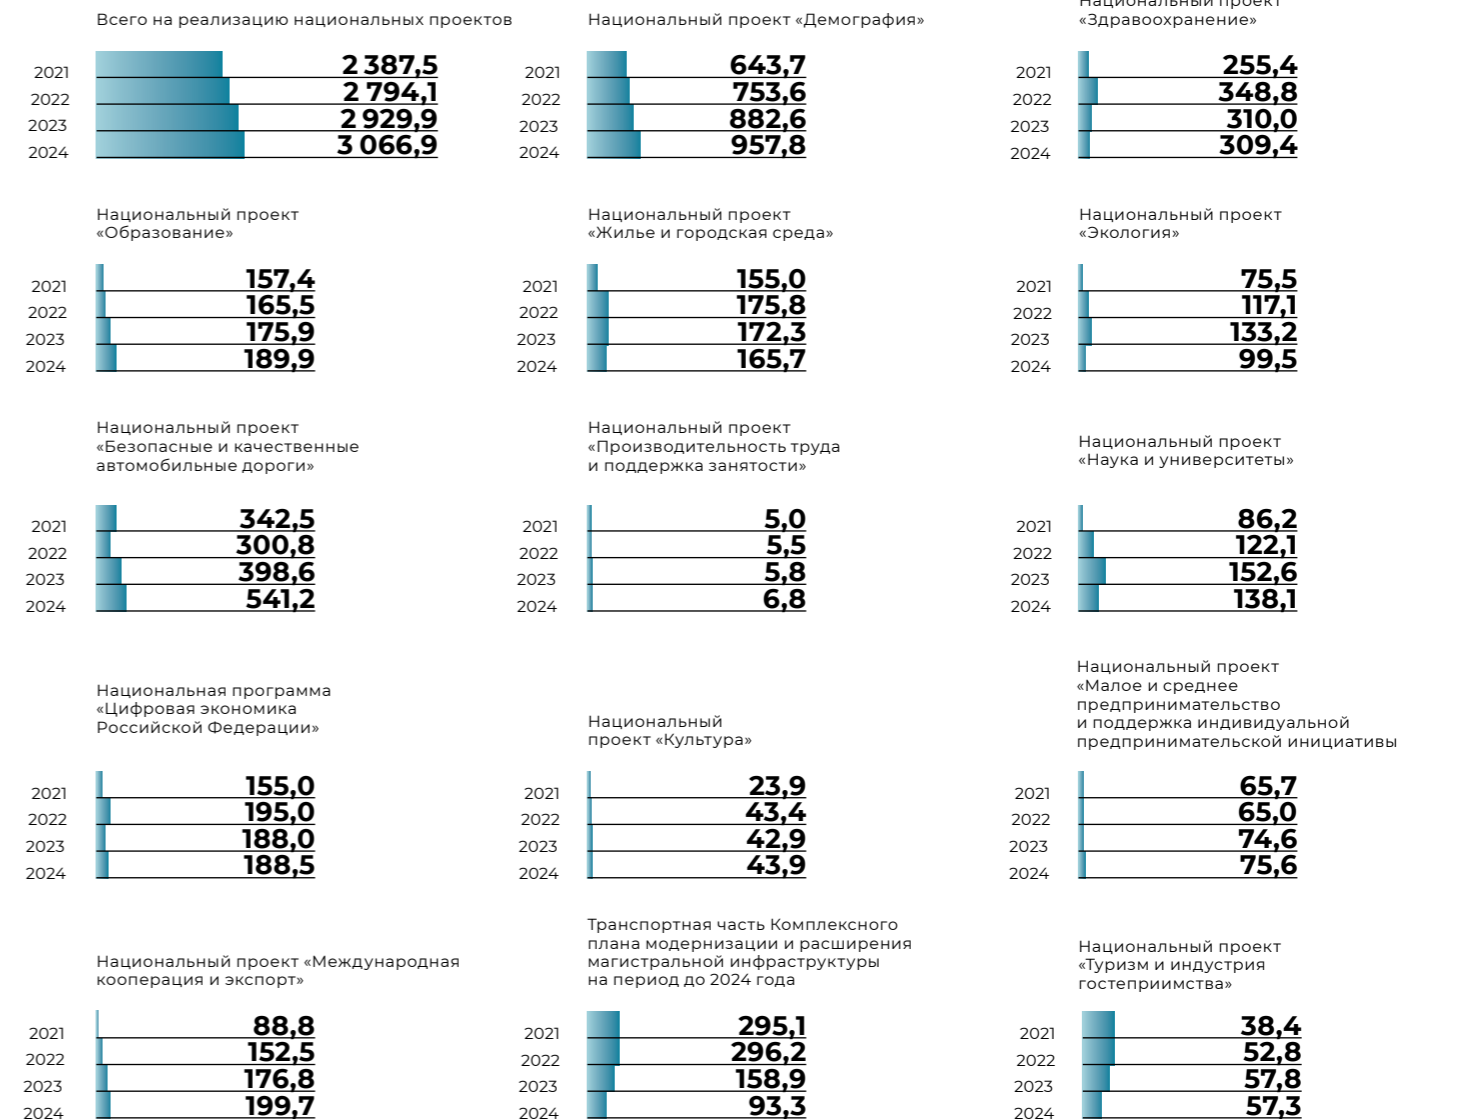 Всего на реализацию национальных проектов
2021 2 387,5
2022 2 794,1
2023 2 929,9
2024 3 066,9
Национальный проект «Демография»
2021 643,7
2022 753,6
2023 882,6
2024 957,8
Национальный проект
«Здравоохранение»
2021 255,4
2022 348,8
2023 310,0
2024 309,4
Национальный проект
«Образование»
2021 157,4
2022 165,5
2023 175,9
2024 189,9
Национальный проект
«Жилье и городская среда»
2021 155,0
2022 175,8
2023 172,3
2024 165,7
Национальный проект
«Экология»
2021 75,5
2022 117,1
2023 133,2
2024 99,5
Национальный проект
«Безопасные и качественные
автомобильные дороги»
2021 342,5
2022 300,8
2023 398,6
2024 541,2
Национальный проект
«Производительность труда
и поддержка занятости»
2021 5,0
2022 5,5
2023 5,8
2024 6,8
Национальный проект
«Наука и университеты»
2021 86,2
2022 122,1
2023 152,6
2024 138,1
Национальная программа
«Цифровая экономика
Российской Федерации»
2021 155,0
2022 195,0
2023 188,0
2024 188,5
Национальный
проект «Культура»
2021 23,9
2022 43,4
2023 42,9
2024 43,9
Национальный проект
«Малое и среднее
предпринимательство
и поддержка индивидуальной
предпринимательской инициативы
2021 65,7
2022 65,0
2023 74,6
2024 75,6
Национальный проект «Международная
кооперация и экспорт»
2021 88,8
2022 152,5
2023 176,8
2024 199,7
Транспортная часть Комплексного
плана модернизации и расширения
магистральной инфраструктуры
на период до 2024 года
2021 295,1
2022 296,2
2023 158,9
2024 93,3
Национальный проект
«Туризм и индустрия
гостеприимства»
2021 38,4
2022 52,8
2023 57,8
2024 57,3